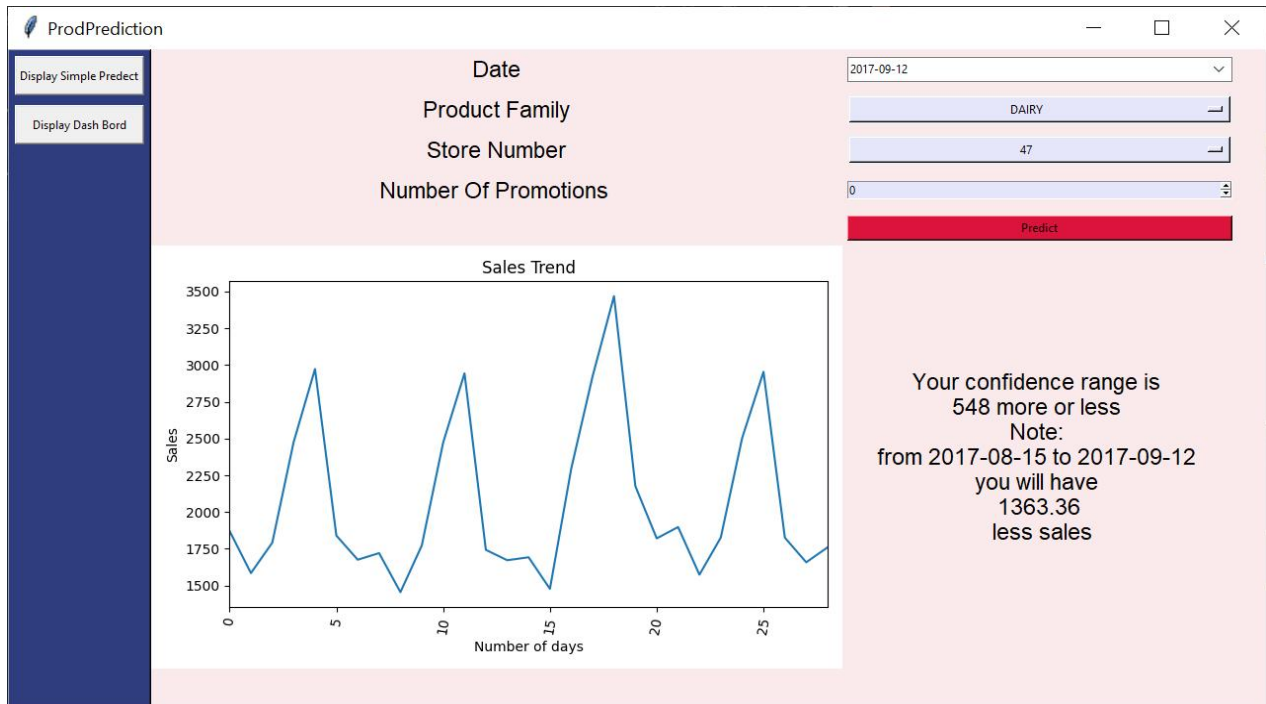 ProdPrediction
Display Simple Predect
Display Dash Bord
Date
2017-09-12
Product Family
DAIRY
Store Number
47
Number Of Promotions
0
Predict
Sales Trend
3500
3250
3000
2750
2500
2250
2000
1750
1500
Sales
0
5
10
15
20
25
Number of days
Your confidence range is
548 more or less
Note:
from 2017-08-15 to 2017-09-12
you will have
1363.36
less sales